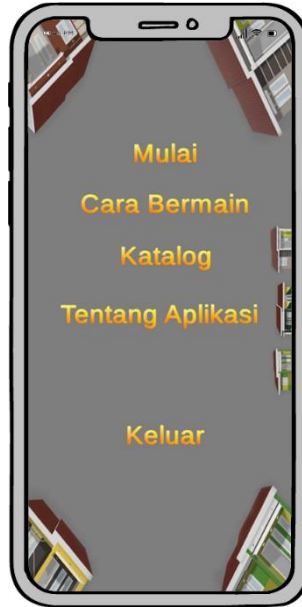 Mulai
Cara Bermain
Katalog
Tentang Aplikasi
Keluar